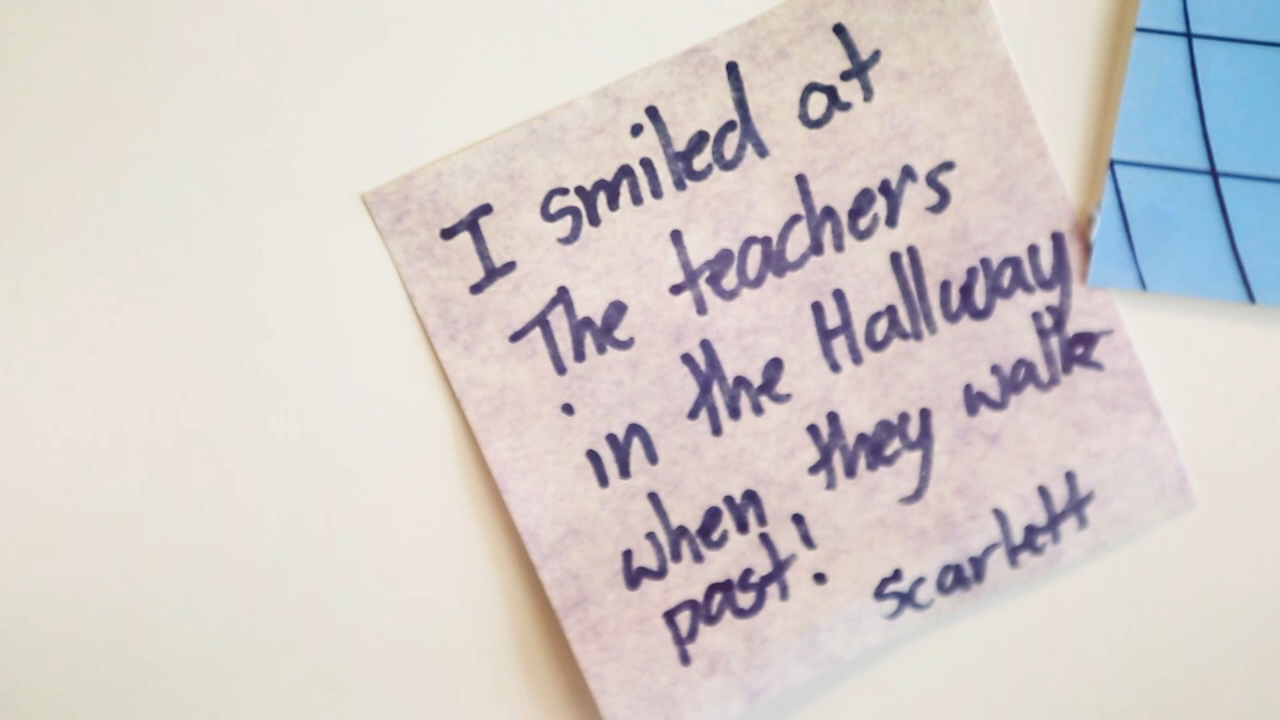 I smiled at
The teachers
in the Hallway
when they walk
past!
Scarlett